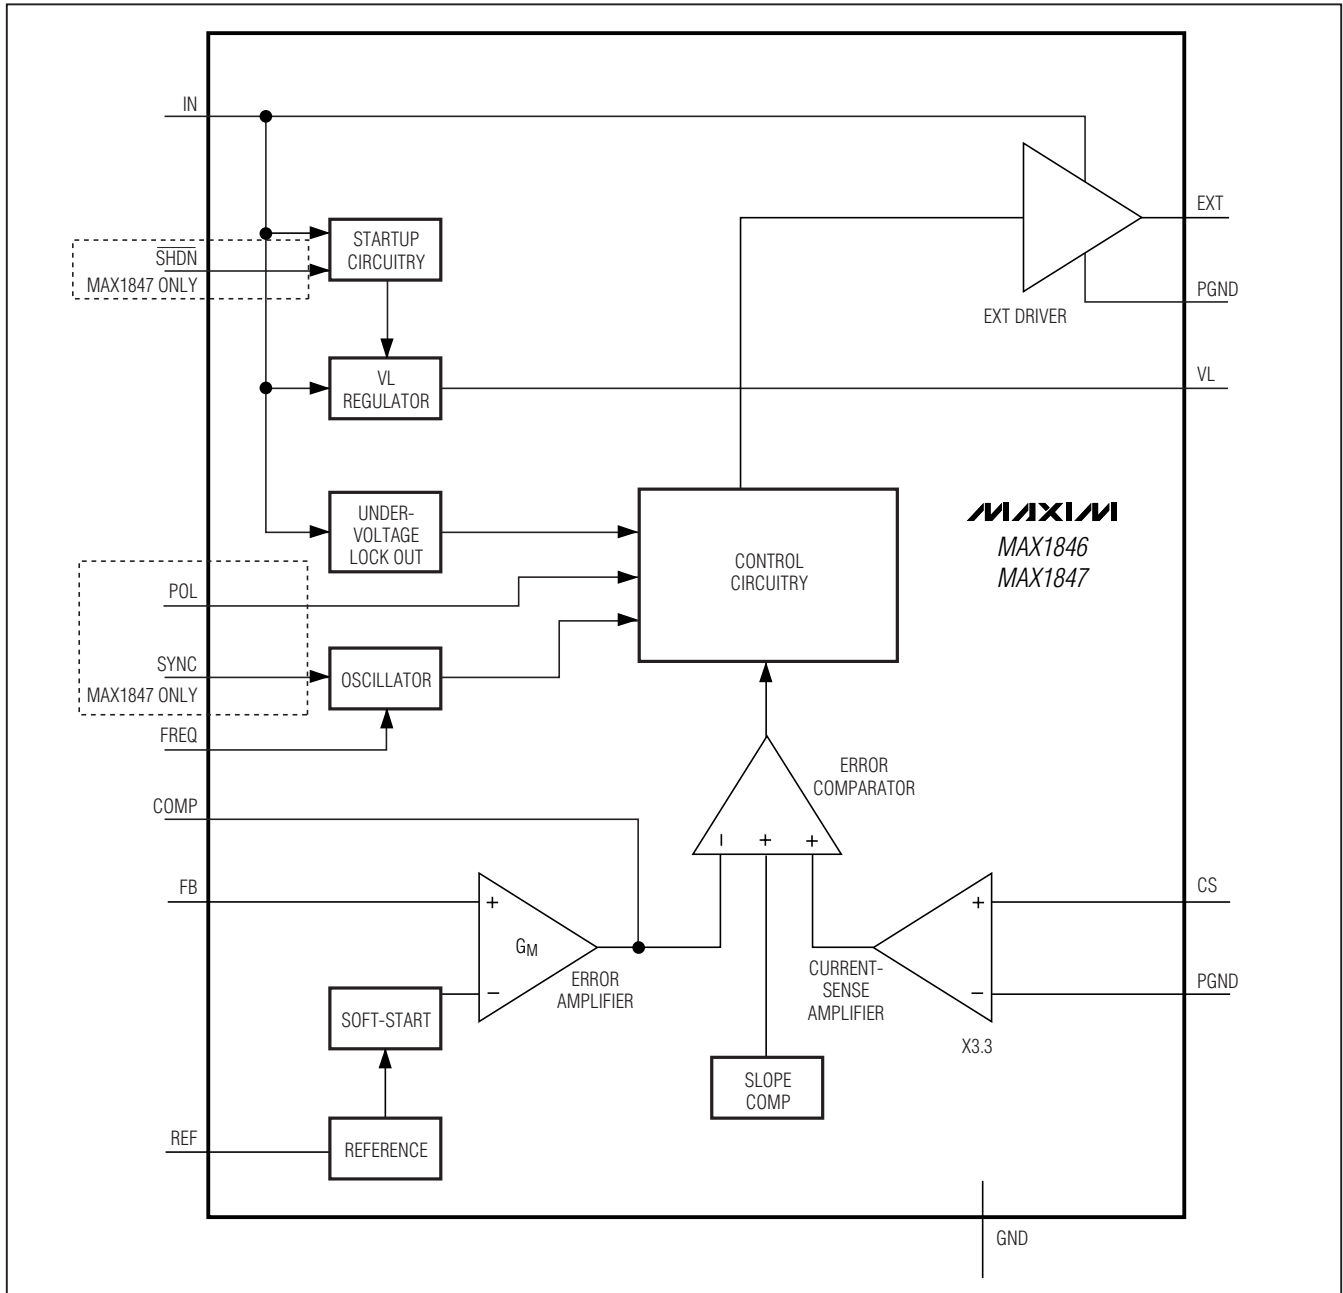 IN
STARTUP
CIRCUITRY
SHDN
MAX1847 ONLY
EXT
PGND
EXT DRIVER
VL
REGULATOR
VL
UNDER-
VOLTAGE
LOCK OUT
CONTROL
CIRCUITRY
MAXIM
MAX1846
MAX1847
POL
SYNC
MAX1847 ONLY
OSCILLATOR
FREQ
COMP
ERROR
COMPARATOR
− + +
FB
+
GM
−
ERROR
AMPLIFIER
CURRENT-
SENSE
AMPLIFIER
+
−
X3.3
CS
PGND
SOFT-START
SLOPE
COMP
REF
REFERENCE
GND